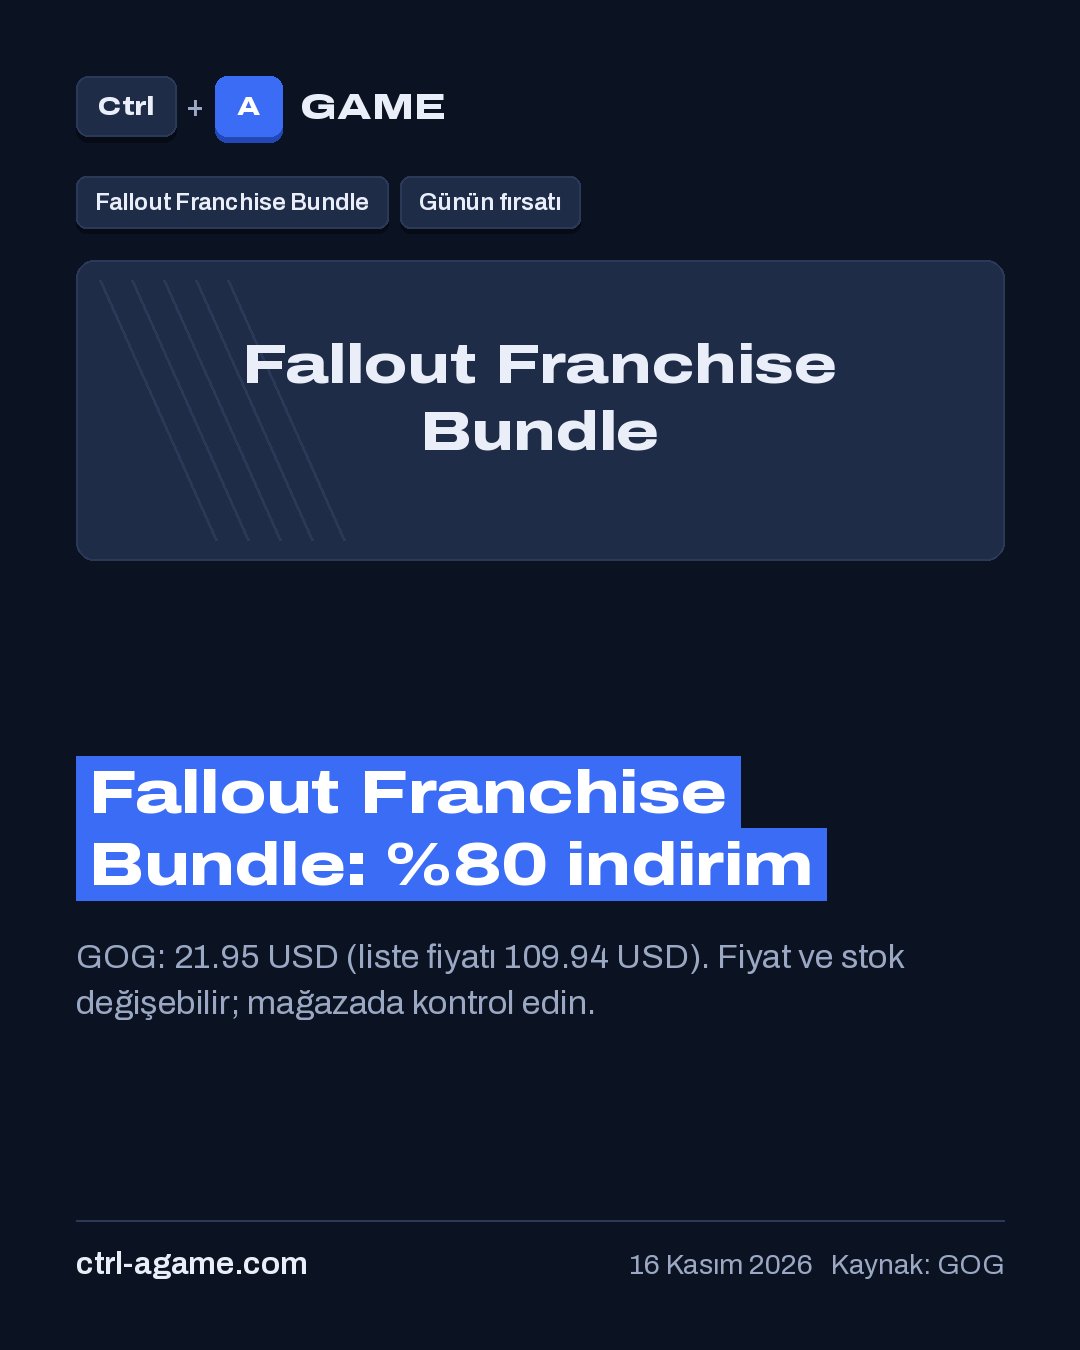 Ctrl + A GAME
Fallout Franchise Bundle Günün fırsatı
Fallout Franchise
Bundle
Fallout Franchise
Bundle: %80 indirim
GOG: 21.95 USD (liste fiyatı 109.94 USD). Fiyat ve stok
değişebilir; mağazada kontrol edin.
ctrl-agame.com 16 Kasım 2026 Kaynak: GOG